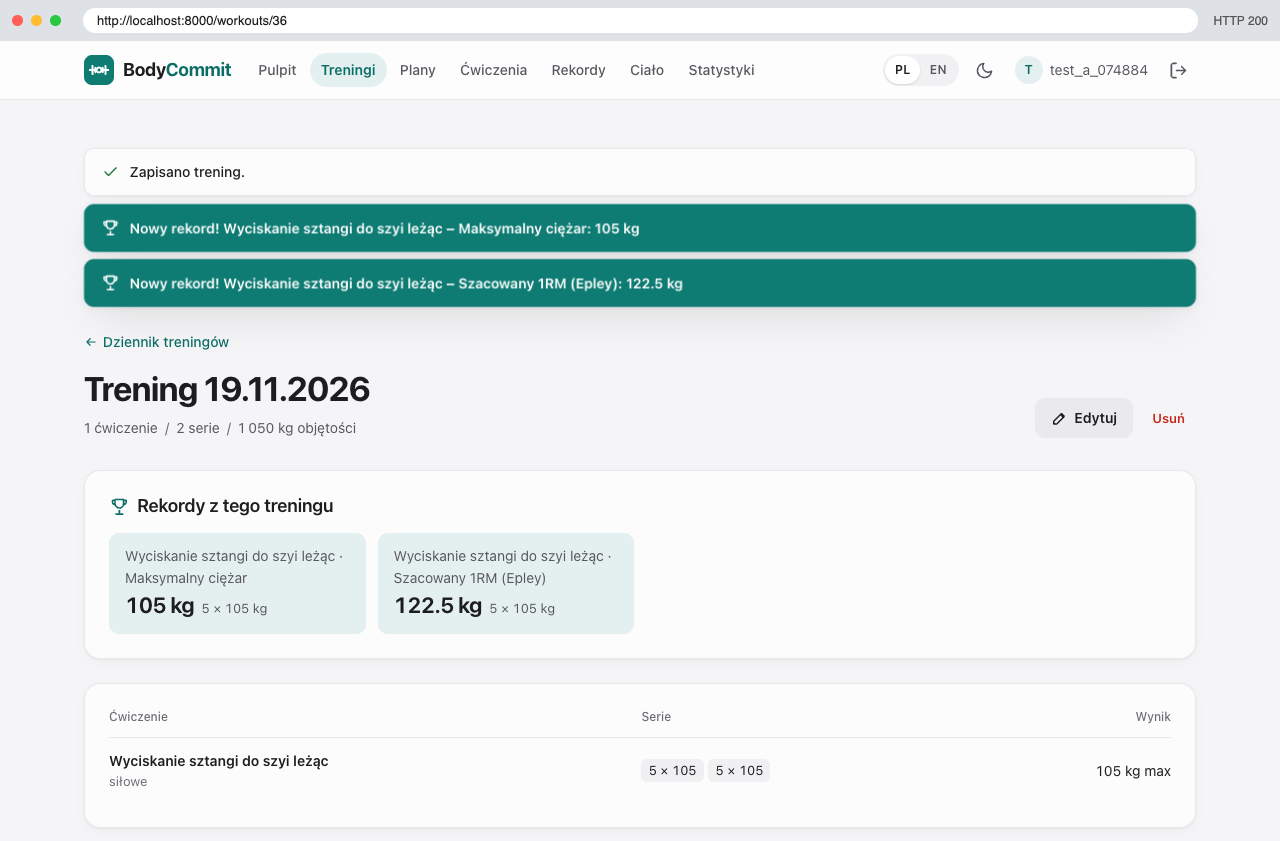 http://localhost:8000/workouts/36 HTTP 200
BodyCommit Pulpit Treningi Plany Ćwiczenia Rekordy Ciało Statystyki PL EN T test_a_074884
Zapisano trening.
Nowy rekord! Wyciskanie sztangi do szyi leżąc – Maksymalny ciężar: 105 kg
Nowy rekord! Wyciskanie sztangi do szyi leżąc – Szacowany 1RM (Epley): 122.5 kg
← Dziennik treningów
Trening 19.11.2026
1 ćwiczenie / 2 serie / 1 050 kg objętości
Edytuj Usuń
Rekordy z tego treningu
Wyciskanie sztangi do szyi leżąc ·
Maksymalny ciężar
105 kg 5 × 105 kg
Wyciskanie sztangi do szyi leżąc ·
Szacowany 1RM (Epley)
122.5 kg 5 × 105 kg
Ćwiczenie Serie Wynik
Wyciskanie sztangi do szyi leżąc
siłowe
5 × 105 5 × 105 105 kg max